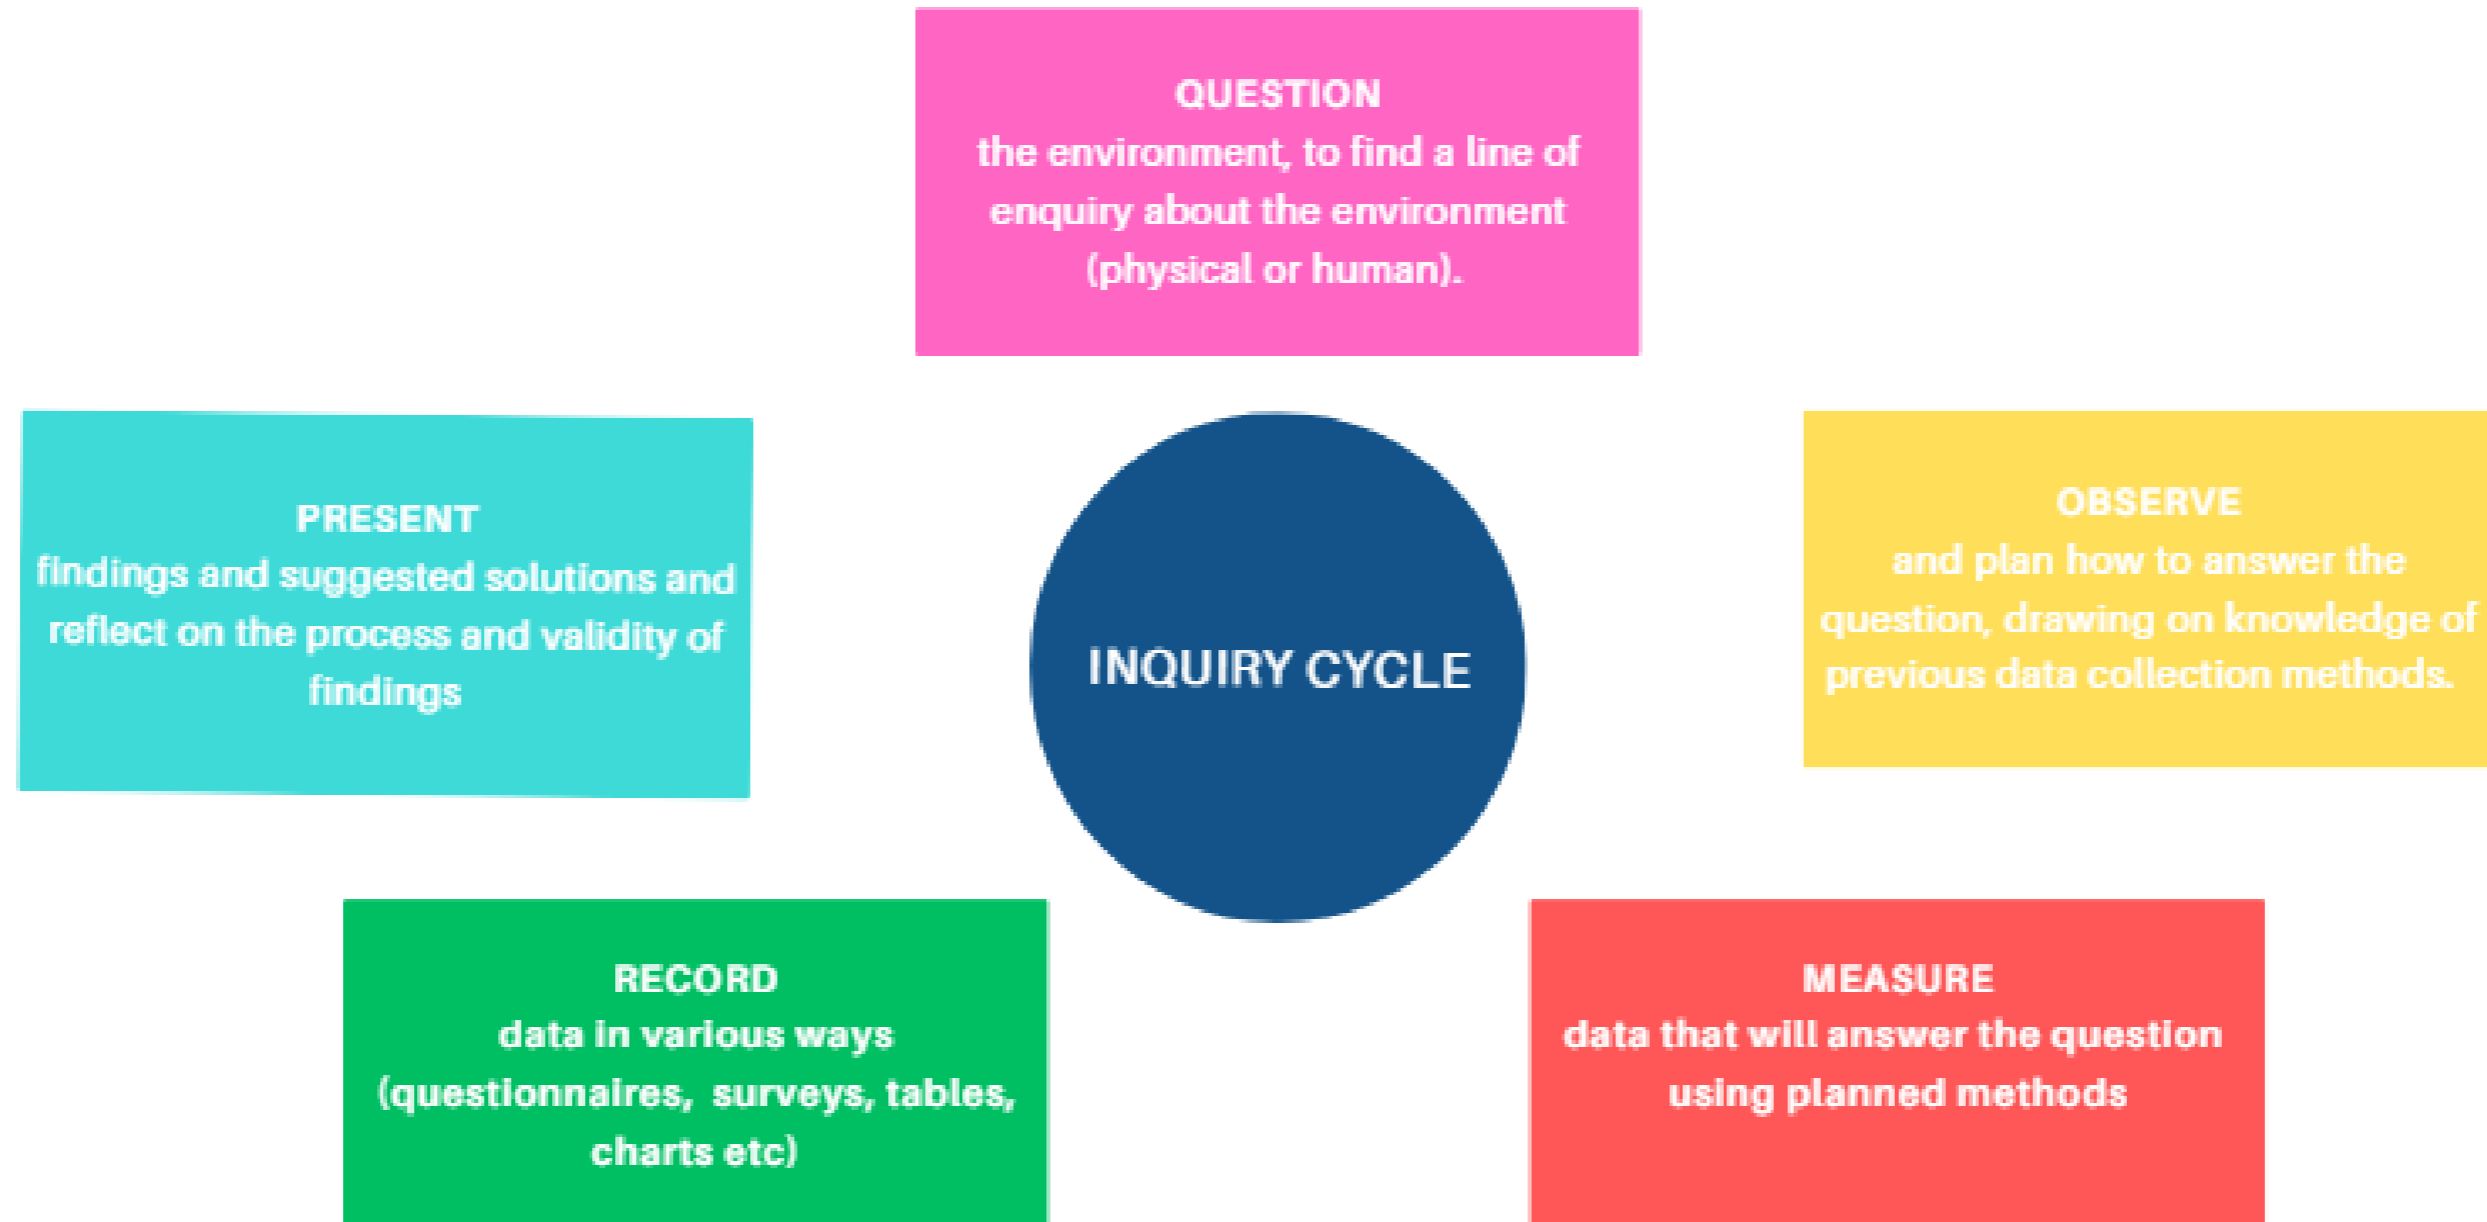 QUESTION
the environment, to find a line of
enquiry about the environment
(physical or human).
PRESENT
findings and suggested solutions and
reflect on the process and validity of
findings
INQUIRY CYCLE
OBSERVE
and plan how to answer the
question, drawing on knowledge of
previous data collection methods.
RECORD
data in various ways
(questionnaires, surveys, tables,
charts etc)
MEASURE
data that will answer the question
using planned methods